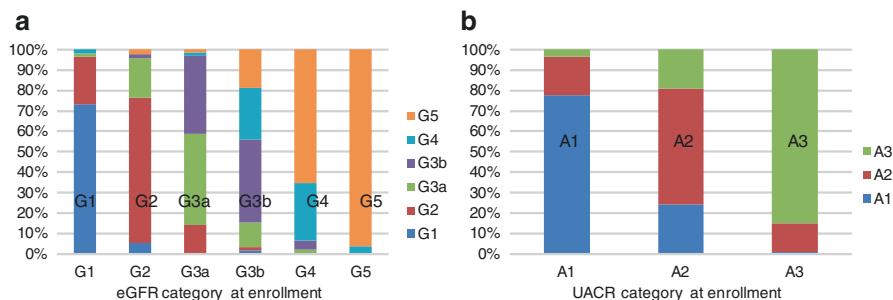 a
100%
90%
80%
70%
60%
50%
40%
30%
20%
10%
0%
G1 G2 G3a G3b G4 G5
G1 G2 G3a G3b G4 G5
eGFR category at enrollment
G5
G4
G3b
G3a
G2
G1
b
100%
90%
80%
70%
60%
50%
40%
30%
20%
10%
0%
A1 A2 A3
A1 A2 A3
UACR category at enrollment
A3
A2
A1